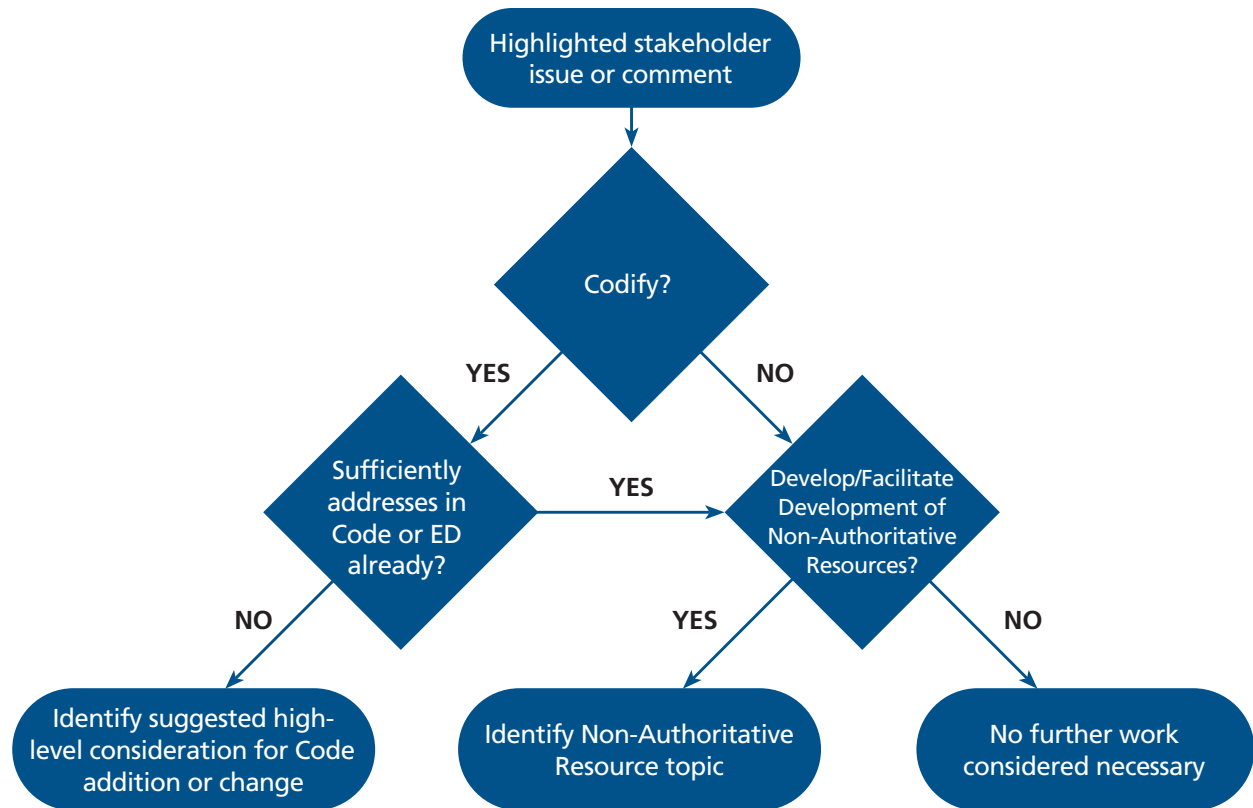 Highlighted stakeholder
issue or comment
Codify?
YES
NO
Sufficiently
addresses in
Code or ED
already?
YES
Develop/Facilitate
Development of
Non-Authoritative
Resources?
NO
YES
NO
Identify suggested high-
level consideration for Code
addition or change
Identify Non-Authoritative
Resource topic
No further work
considered necessary